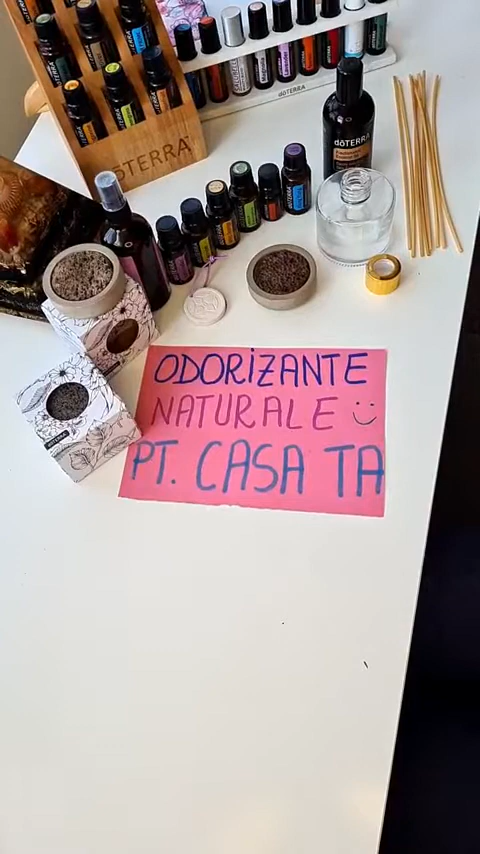 dōTERRA
dōTERRA
dōTERRA
ODORIZANTE
NATURALE
PT. CASA TA